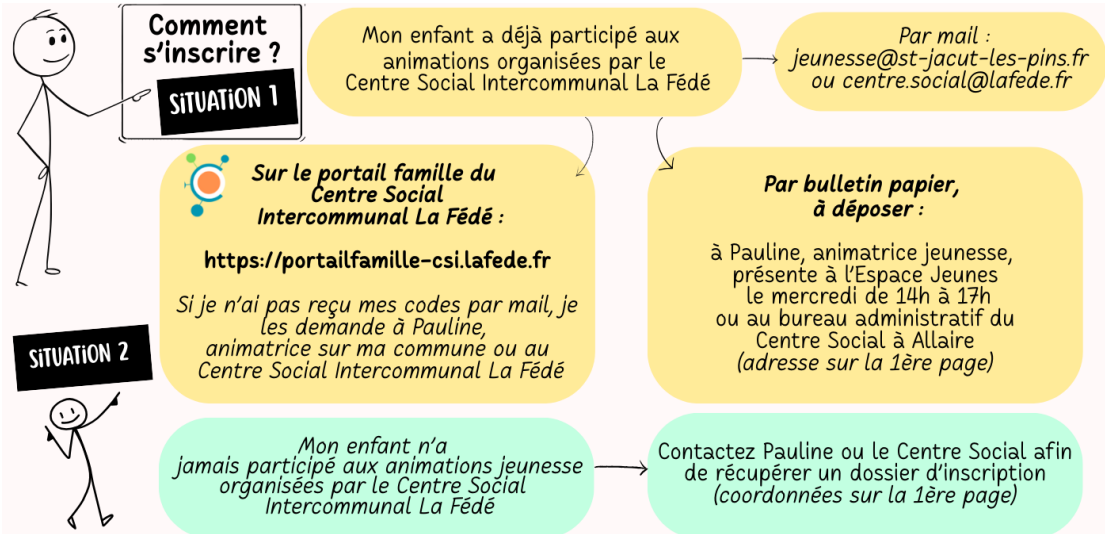 Comment
s'inscrire ?
SITUATION 1
Mon enfant a déjà participé aux
animations organisées par le
Centre Social Intercommunal La Fédé
Par mail :
jeunesse@st-jacut-les-pins.fr
ou centre.social@lafede.fr
Sur le portail famille du
Centre Social
Intercommunal La Fédé :
https://portailfamille-csi.lafede.fr
Si je n'ai pas reçu mes codes par mail, je
les demande à Pauline,
animatrice sur ma commune ou au
Centre Social Intercommunal La Fédé
Par bulletin papier,
à déposer :
à Pauline, animatrice jeunesse,
présente à l'Espace Jeunes
le mercredi de 14h à 17h
ou au bureau administratif du
Centre Social à Allaire
(adresse sur la 1ère page)
SITUATION 2
Mon enfant n'a
jamais participé aux animations jeunesse
organisées par le Centre Social
Intercommunal La Fédé
Contactez Pauline ou le Centre Social afin
de récupérer un dossier d'inscription
(coordonnées sur la 1ère page)